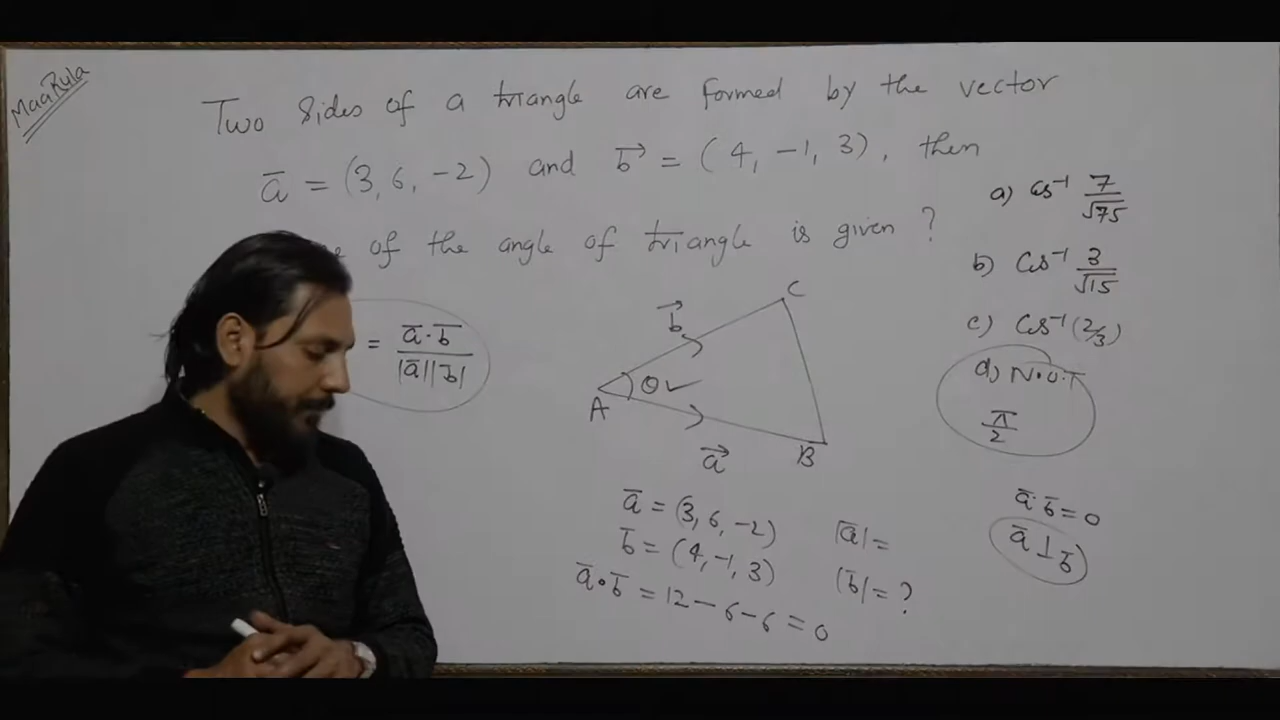 MaaRula
Two sides of a triangle are formed by the vector
a̅ = (3, 6, -2) and b⃗ = (4, -1, 3), then
of the angle of triangle is given ?
a) Cos⁻¹ 7/√75
b) Cos⁻¹ 3/√15
c) Cos⁻¹ (2/3)
d) N.O.T
π/2
= a̅·b̅ / |a̅||b̅|
C
b⃗
A θ ✓
a⃗ B
a̅ = (3, 6, -2) |a̅| =
b̅ = (4, -1, 3) |b̅| = ?
a̅·b̅ = 12 - 6 - 6 = 0
a̅·b̅ = 0
a̅ ⊥ b̅